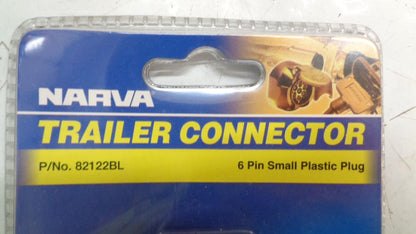 NARVA
TRAILER CONNECTOR
P/No. 82122BL 6 Pin Small Plastic Plug